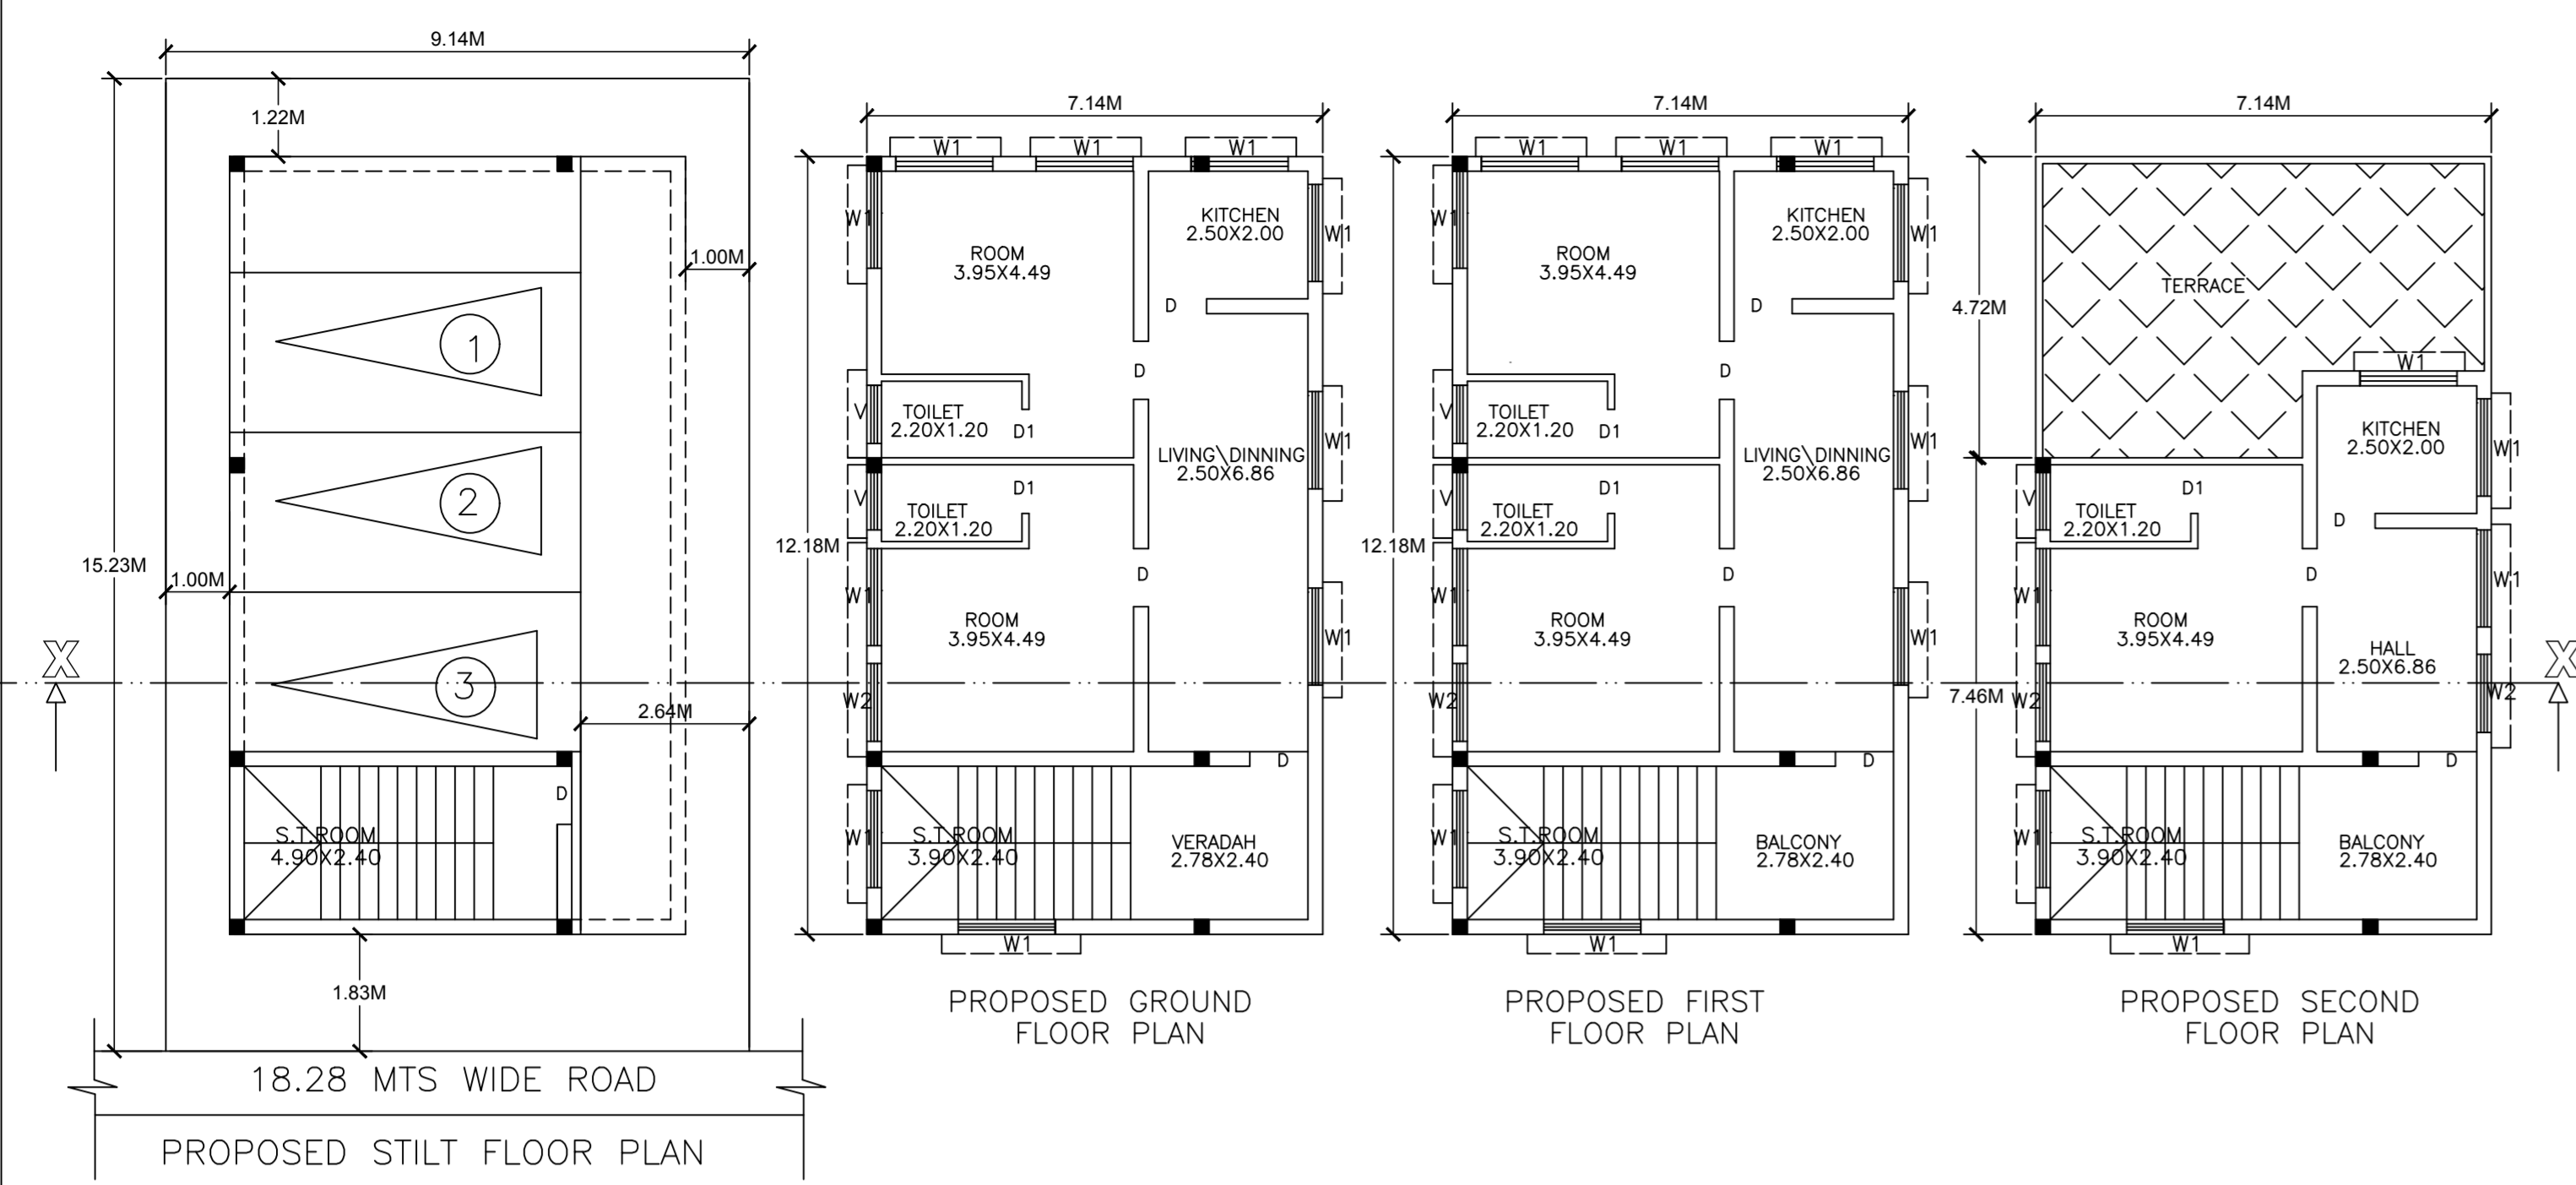 9.14M
1.22M
1.00M
1
2
3
15.23M
1.00M
2.64M
D
S.T.ROOM
4.90X2.40
1.83M
18.28 MTS WIDE ROAD
PROPOSED STILT FLOOR PLAN
X
7.14M
W1 W1 W1
W1
KITCHEN
2.50X2.00
W1
ROOM
3.95X4.49
D
D
V
TOILET
2.20X1.20
D1
W1
LIVING\DINNING
2.50X6.86
V
D1
TOILET
2.20X1.20
12.18M
D
W1
ROOM
3.95X4.49
W1
W2
D
W1
S.T.ROOM
3.90X2.40
VERADAH
2.78X2.40
W1
PROPOSED GROUND
FLOOR PLAN
7.14M
W1 W1 W1
W1
KITCHEN
2.50X2.00
W1
ROOM
3.95X4.49
D
D
V
TOILET
2.20X1.20
D1
W1
LIVING\DINNING
2.50X6.86
V
D1
TOILET
2.20X1.20
12.18M
D
W1
ROOM
3.95X4.49
W1
W2
D
W1
S.T.ROOM
3.90X2.40
BALCONY
2.78X2.40
W1
PROPOSED FIRST
FLOOR PLAN
7.14M
TERRACE
4.72M
W1
KITCHEN
2.50X2.00
W1
V
D1
TOILET
2.20X1.20
D
D
W1
W1
ROOM
3.95X4.49
HALL
2.50X6.86
7.46M
W2
W2
D
W1
S.T.ROOM
3.90X2.40
BALCONY
2.78X2.40
W1
PROPOSED SECOND
FLOOR PLAN
X